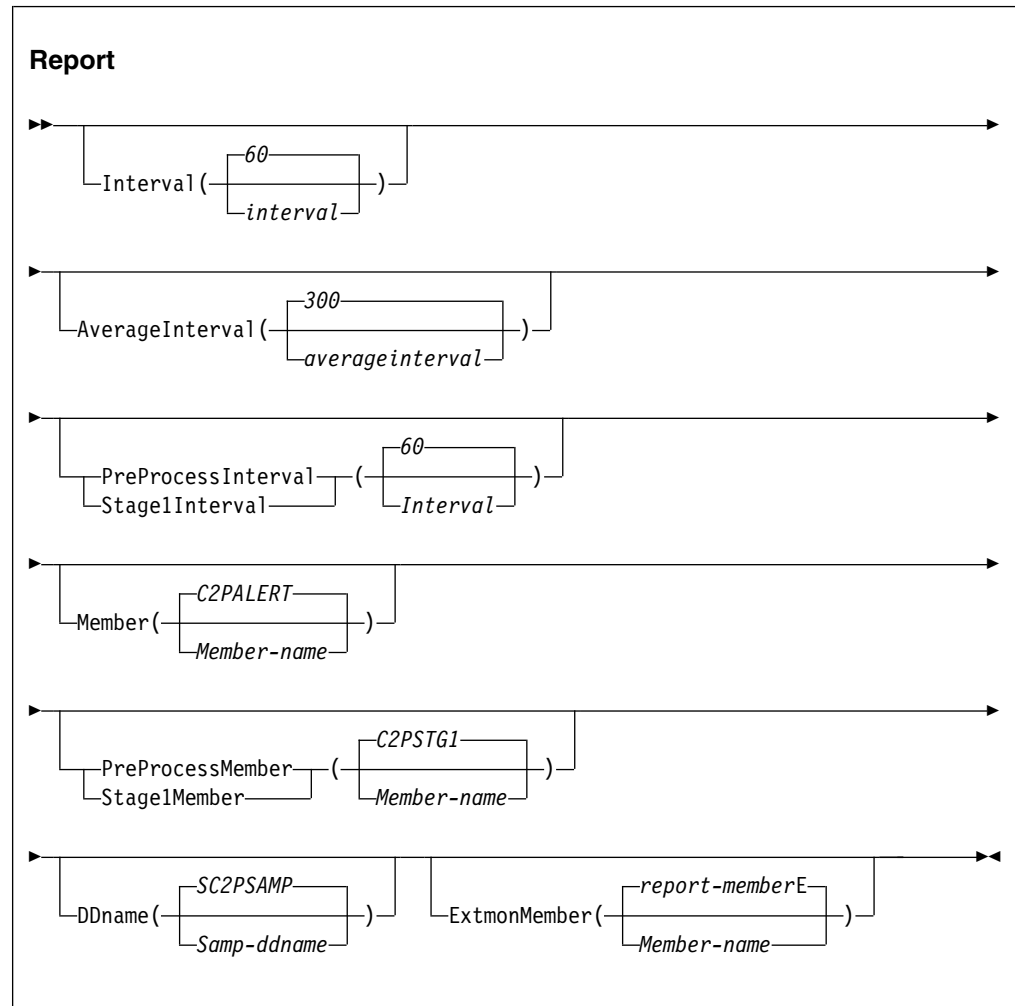 Report
60
Interval( )
interval
300
AverageInterval( )
averageinterval
60
PreProcessInterval ( )
Stage1Interval Interval
C2PALERT
Member( )
Member-name
C2PSTG1
PreProcessMember ( )
Stage1Member Member-name
SC2PSAMP report-memberE
DDname( ) ExtmonMember( )
Samp-ddname Member-name